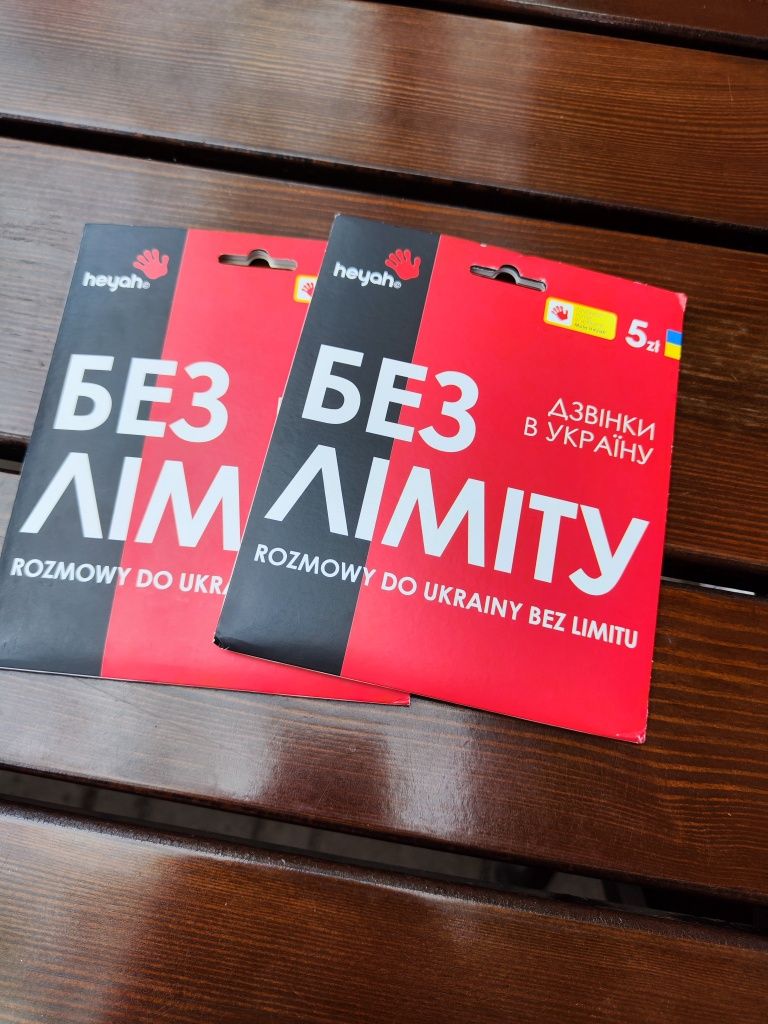 heyah
БЕЗ
ЛІМ
ROZMOWY DO UKRA
heyah
5zł
ДЗВІНКИ
В УКРАЇНУ
БЕЗ
ЛІМІТУ
ROZMOWY DO UKRAINY BEZ LIMITU